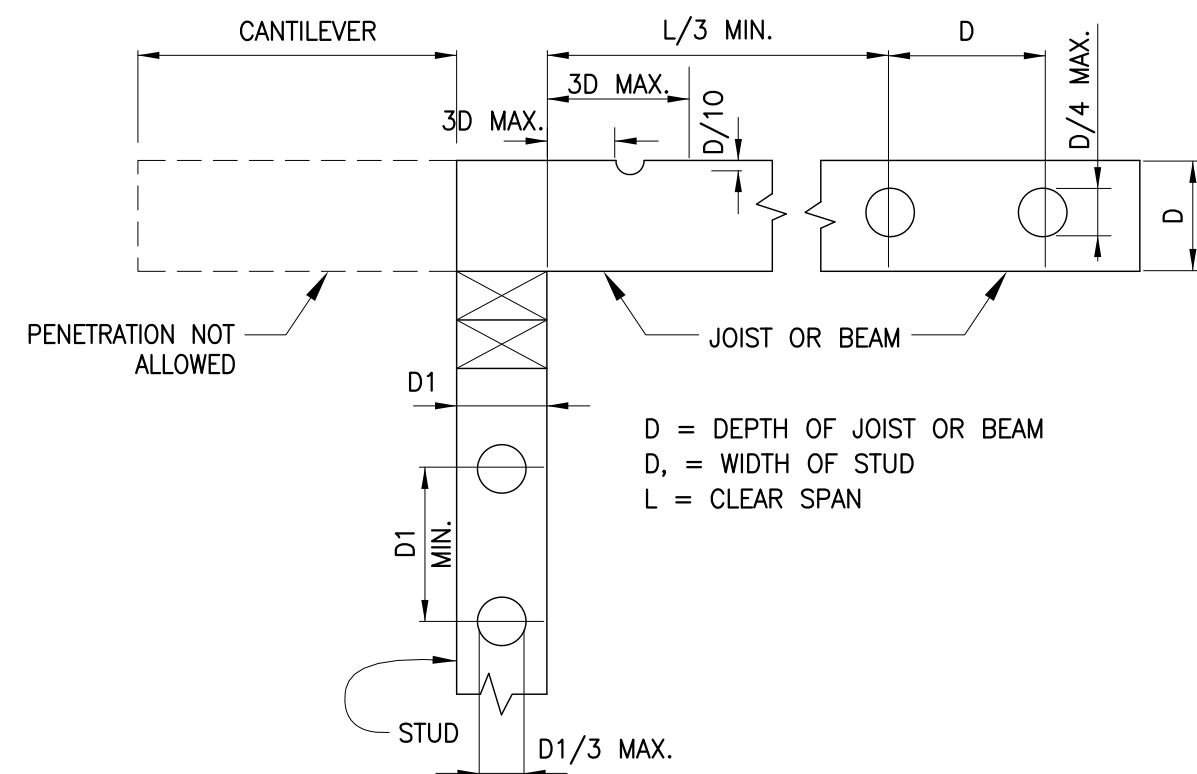 CANTILEVER
L/3 MIN.
D
D/4 MAX.
3D MAX.
3D MAX.
D/10
D
PENETRATION NOT
ALLOWED
JOIST OR BEAM
D1
D = DEPTH OF JOIST OR BEAM
D, = WIDTH OF STUD
L = CLEAR SPAN
D1
MIN.
STUD
D1/3 MAX.